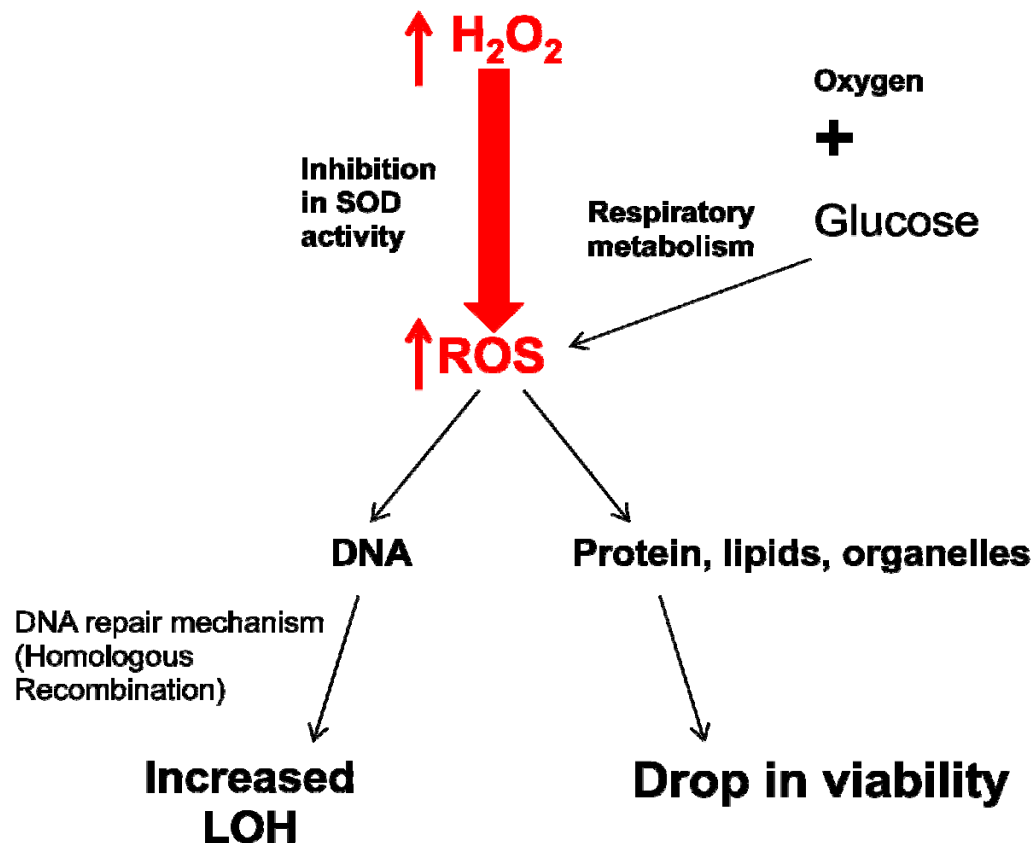 H₂O₂
Oxygen
+
Glucose
Inhibition
in SOD
activity
Respiratory
metabolism
ROS
DNA
Protein, lipids, organelles
DNA repair mechanism
(Homologous
Recombination)
Increased
LOH
Drop in viability